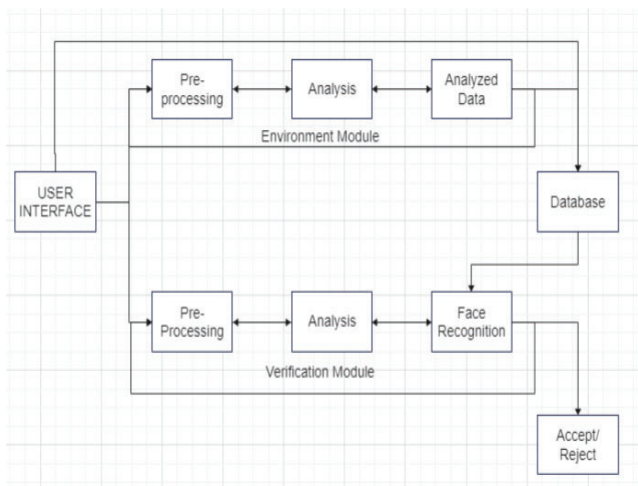 Pre-
processing
Analysis
Analyzed
Data
Environment Module
USER
INTERFACE
Database
Pre-
Processing
Analysis
Face
Recognition
Verification Module
Accept/
Reject